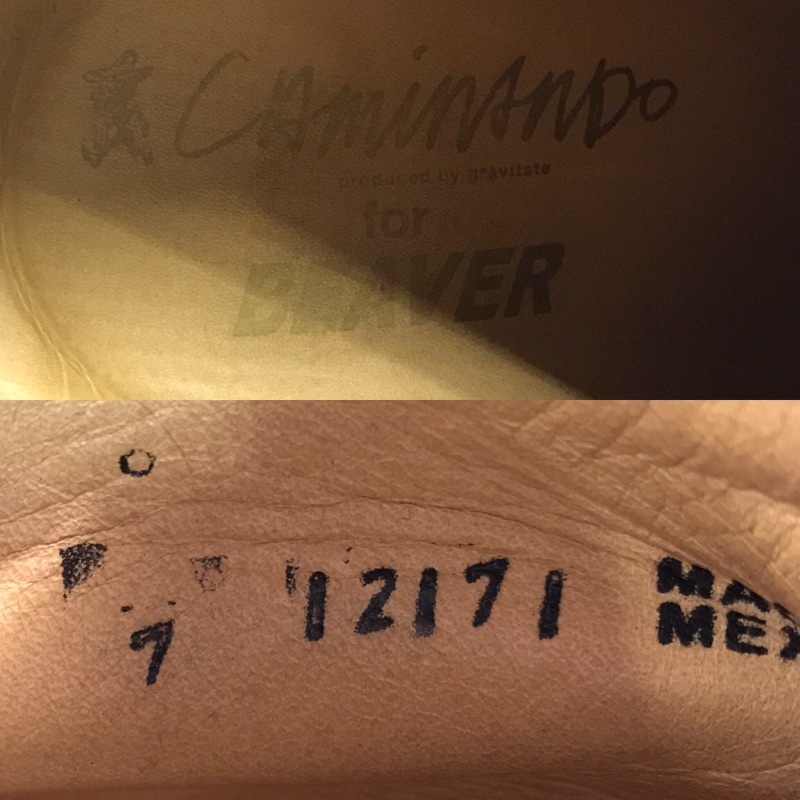 CAminANDo
produced by gravitate
for
BEAVER
7
12171
MA
MEX